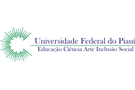 Universidade Federal do Piauí
Educação Ciência Arte Inclusão Social